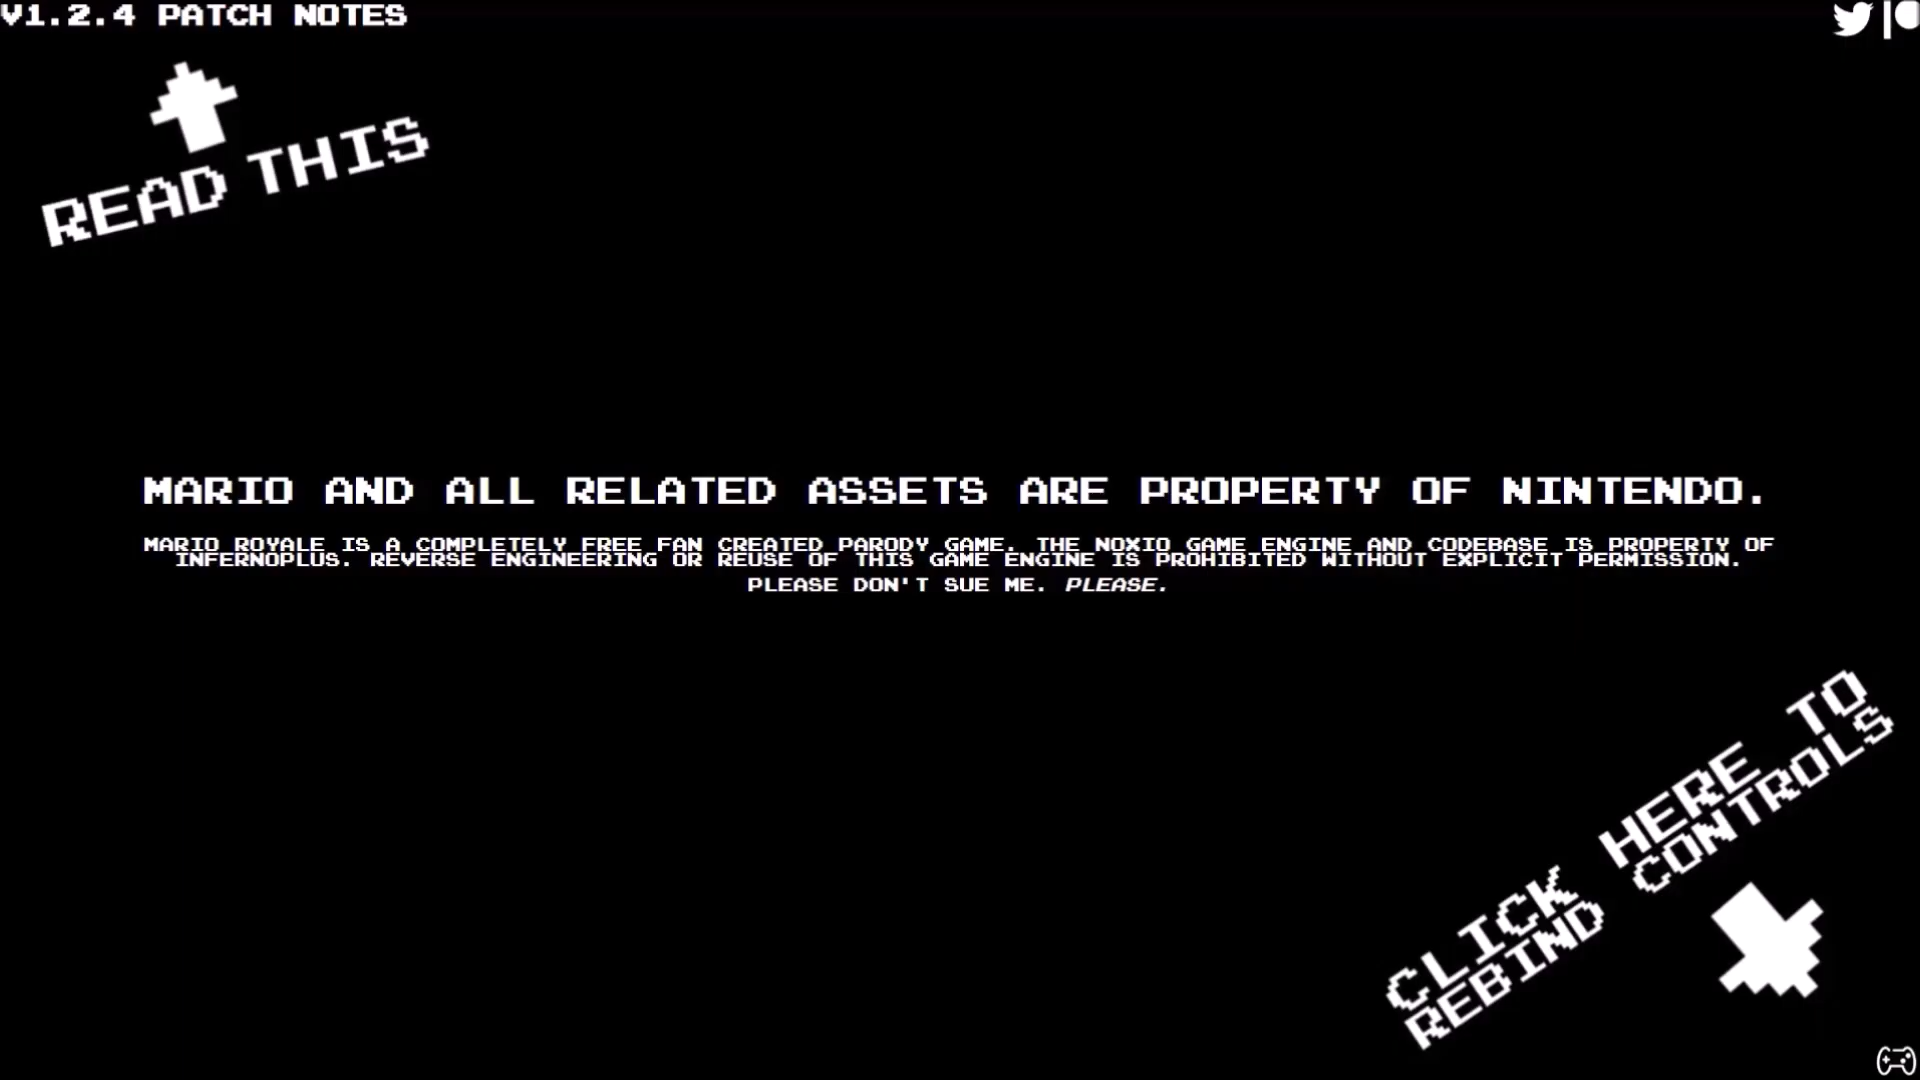 V1.2.4 PATCH NOTES
READ THIS
MARIO AND ALL RELATED ASSETS ARE PROPERTY OF NINTENDO.
MARIO ROYALE IS A COMPLETELY FREE FAN CREATED PARODY GAME. THE NOXIO GAME ENGINE AND CODEBASE IS PROPERTY OF
INFERNOPLUS. REVERSE ENGINEERING OR REUSE OF THIS GAME ENGINE IS PROHIBITED WITHOUT EXPLICIT PERMISSION.
PLEASE DON'T SUE ME. PLEASE.
CLICK HERE TO
REBIND CONTROLS